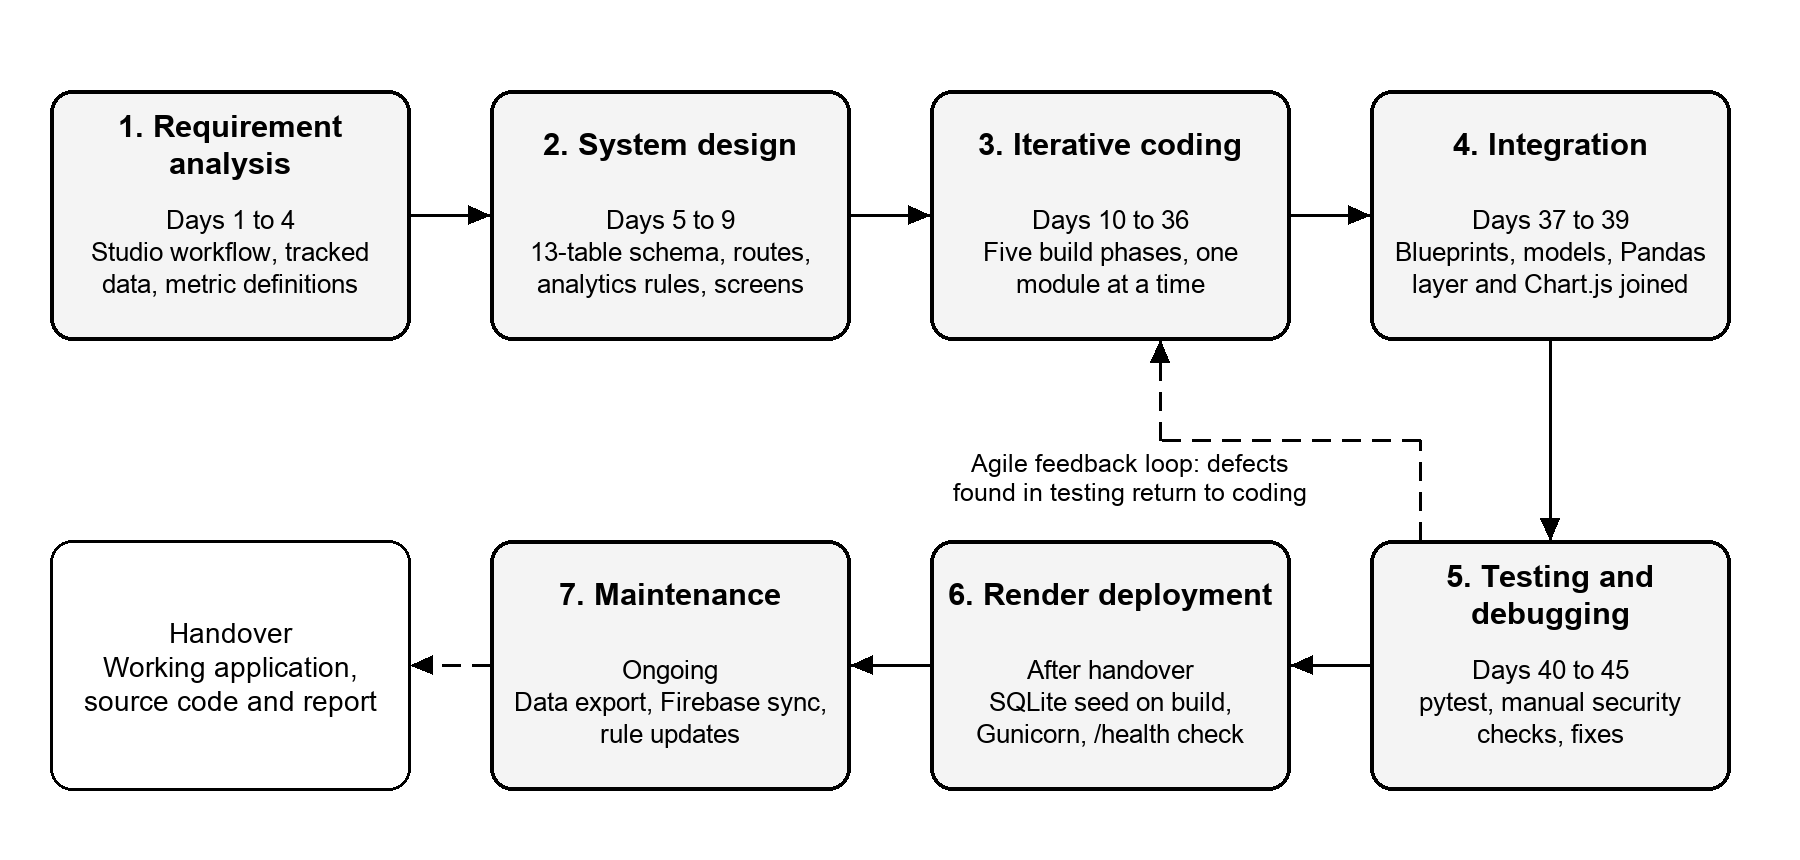 1. Requirement
analysis
Days 1 to 4
Studio workflow, tracked
data, metric definitions
2. System design
Days 5 to 9
13-table schema, routes,
analytics rules, screens
3. Iterative coding
Days 10 to 36
Five build phases, one
module at a time
4. Integration
Days 37 to 39
Blueprints, models, Pandas
layer and Chart.js joined
Agile feedback loop: defects
found in testing return to coding
5. Testing and
debugging
Days 40 to 45
pytest, manual security
checks, fixes
6. Render deployment
After handover
SQLite seed on build,
Gunicorn, /health check
7. Maintenance
Ongoing
Data export, Firebase sync,
rule updates
Handover
Working application,
source code and report